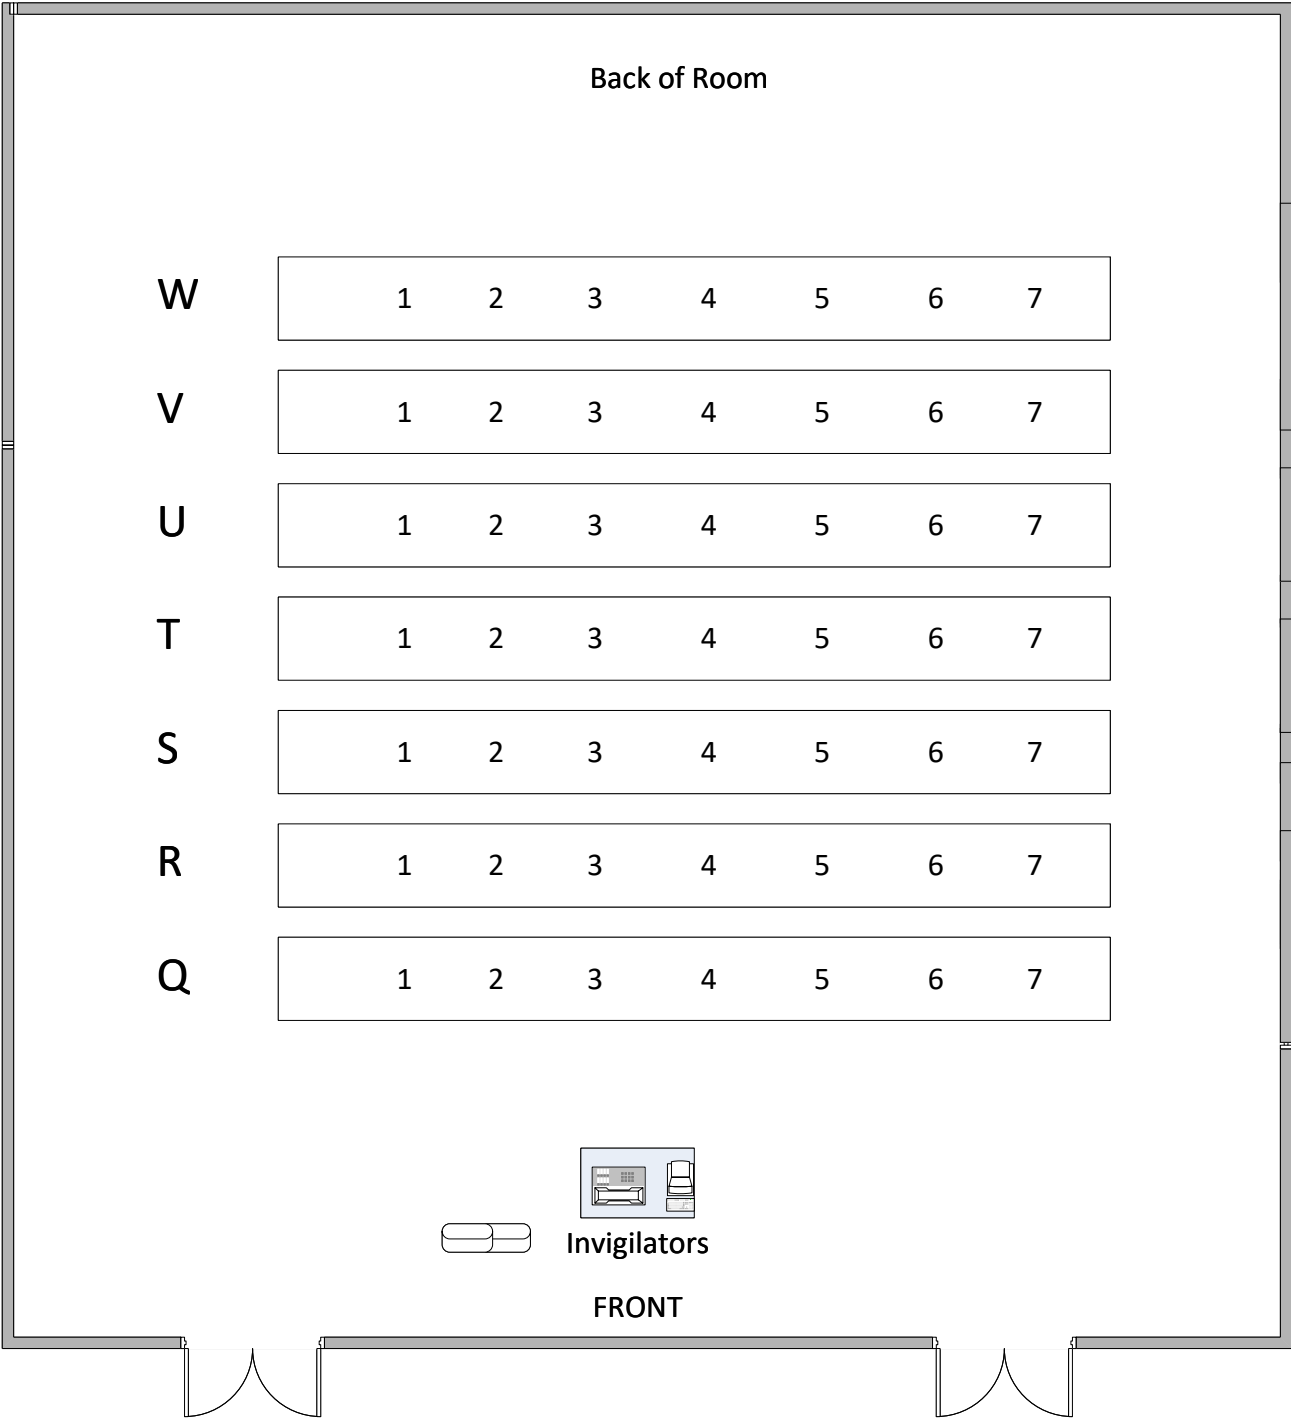 Back of Room
W 1 2 3 4 5 6 7
V 1 2 3 4 5 6 7
U 1 2 3 4 5 6 7
T 1 2 3 4 5 6 7
S 1 2 3 4 5 6 7
R 1 2 3 4 5 6 7
Q 1 2 3 4 5 6 7
Invigilators
FRONT